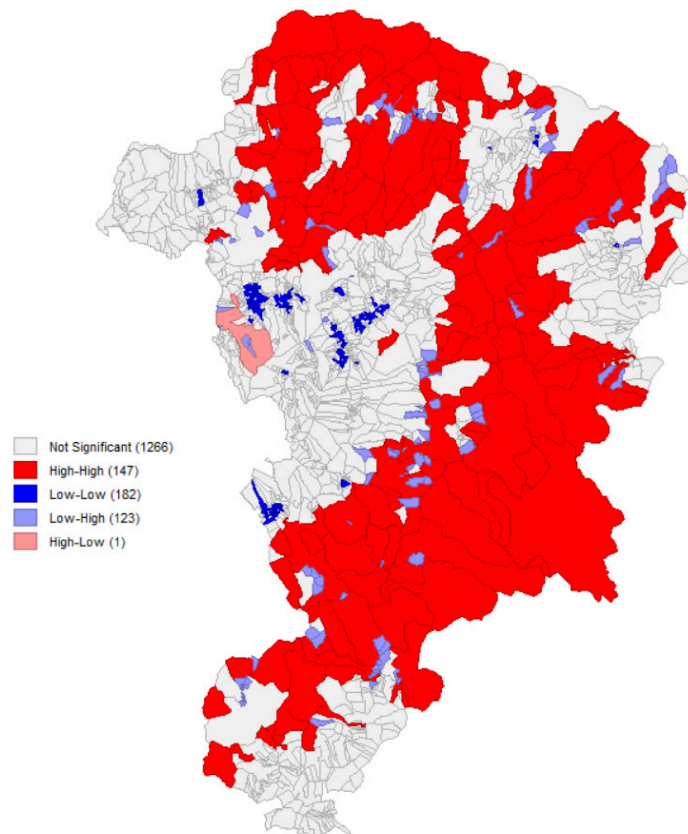 Not Significant (1266)
High-High (147)
Low-Low (182)
Low-High (123)
High-Low (1)